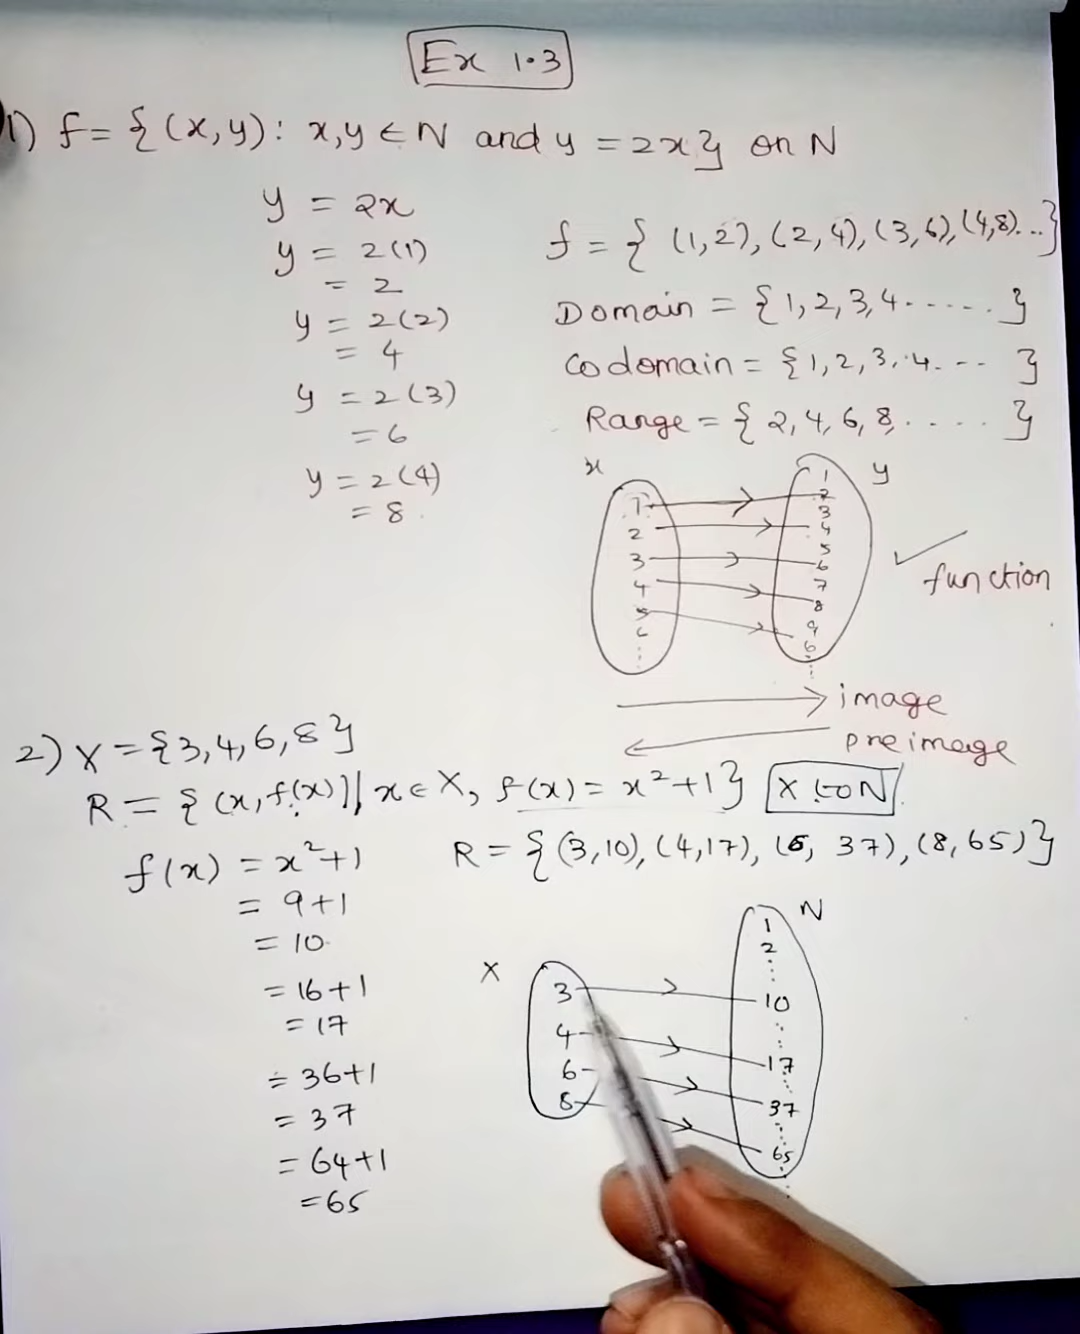 Ex 1.3
1) f = {(x,y): x,y ∈ N and y = 2x} on N
y = 2x
y = 2(1)
= 2
y = 2(2)
= 4
y = 2(3)
= 6
y = 2(4)
= 8
f = { (1,2), (2,4), (3,6), (4,8)...}
Domain = {1,2,3,4......}
Codomain = {1,2,3,4... }
Range = {2,4,6,8,.....}
x
y
1
2
3
4
5
6
⋮
1
2
3
4
5
6
7
8
9
⋮
✓ function
→ image
← preimage
2) X = {3,4,6,8}
R = {(x,f(x))| x ∈ X, f(x) = x²+1} X to N
f(x) = x²+1
= 9+1
= 10
= 16+1
= 17
= 36+1
= 37
= 64+1
= 65
R = { (3,10), (4,17), (6, 37), (8,65)}
X
N
3
4
6
8
1
2
⋮
10
⋮
17
⋮
37
⋮
65
⋮